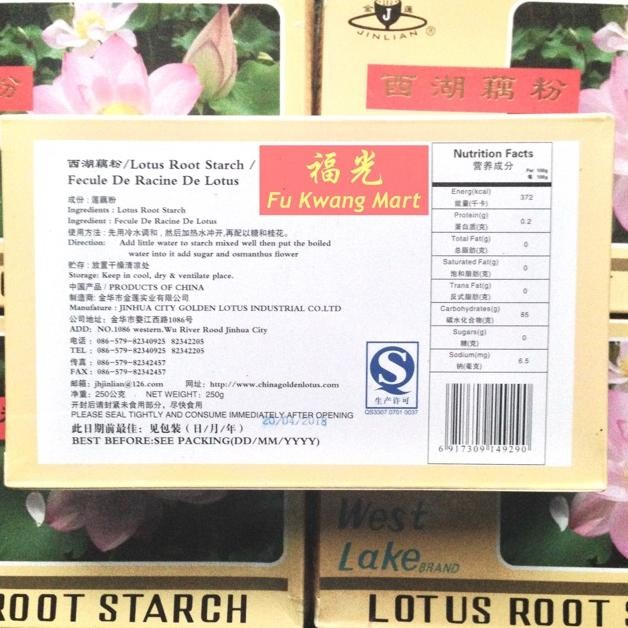 金 蓮
J
JINLIAN®
粉
西湖藕粉
西湖藕粉/Lotus Root Starch /
Fecule De Racine De Lotus
福光
Fu Kwang Mart
成份 : 莲藕粉
Ingredients : Lotus Root Starch
Ingredient : Fecule De Racine De Lotus
使用方法 : 先用冷水调和 , 然后加热水冲开,再配以糖和桂花。
Direction: Add little water to starch mixed well then put the boiled
water into it add sugar and osmanthus flower
贮存 : 放置干燥清凉处
Storage: Keep in cool, dry & ventilate place.
中国产品 / PRODUCTS OF CHINA
制造商: 金华市金莲实业有限公司
Manufature : JINHUA CITY GOLDEN LOTUS INDUSTRIAL CO.LTD
公司地址: 金华市婺江西路1086号
ADD: NO.1086 western.Wu River Rood Jinhua City
电话 : 086-579-82340925 82342205
TEL : 086-579-82340925 82342205
传真 : 086-579-82342457
FAX : 086-579-82342457
邮箱: jhjinlian@126.com 网址: http://www.chinagoldenlotus.com
净重: 250公克 NET WEIGHT: 250g
开封后请封紧未食用部分、尽快食用
PLEASE SEAL TIGHTLY AND CONSUME IMMEDIATELY AFTER OPENING
20/04/2018
此日期前最佳: 见包装 ( 日/月/年 )
BEST BEFORE:SEE PACKING(DD/MM/YYYY)
Nutrition Facts
营养成分
Per 100g
每 100g
Energy(kcal)
能量(千卡) 372
Protein(g)
蛋白质(克) 0.2
Total Fat(g)
总脂肪(克) 0
Saturated Fat(g)
饱和脂肪(克) 0
Trans Fat(g)
反式脂肪(克) 0
Carbohydrates(g)
碳水化合物(克) 85
Sugars(g)
糖(克) 0
Sodium(mg)
钠(毫克) 6.5
S
生产许可
QS3307 0701 0037
6 917309 149290
West
Lake BRAND
ROOT STARCH
LOTUS ROOT S